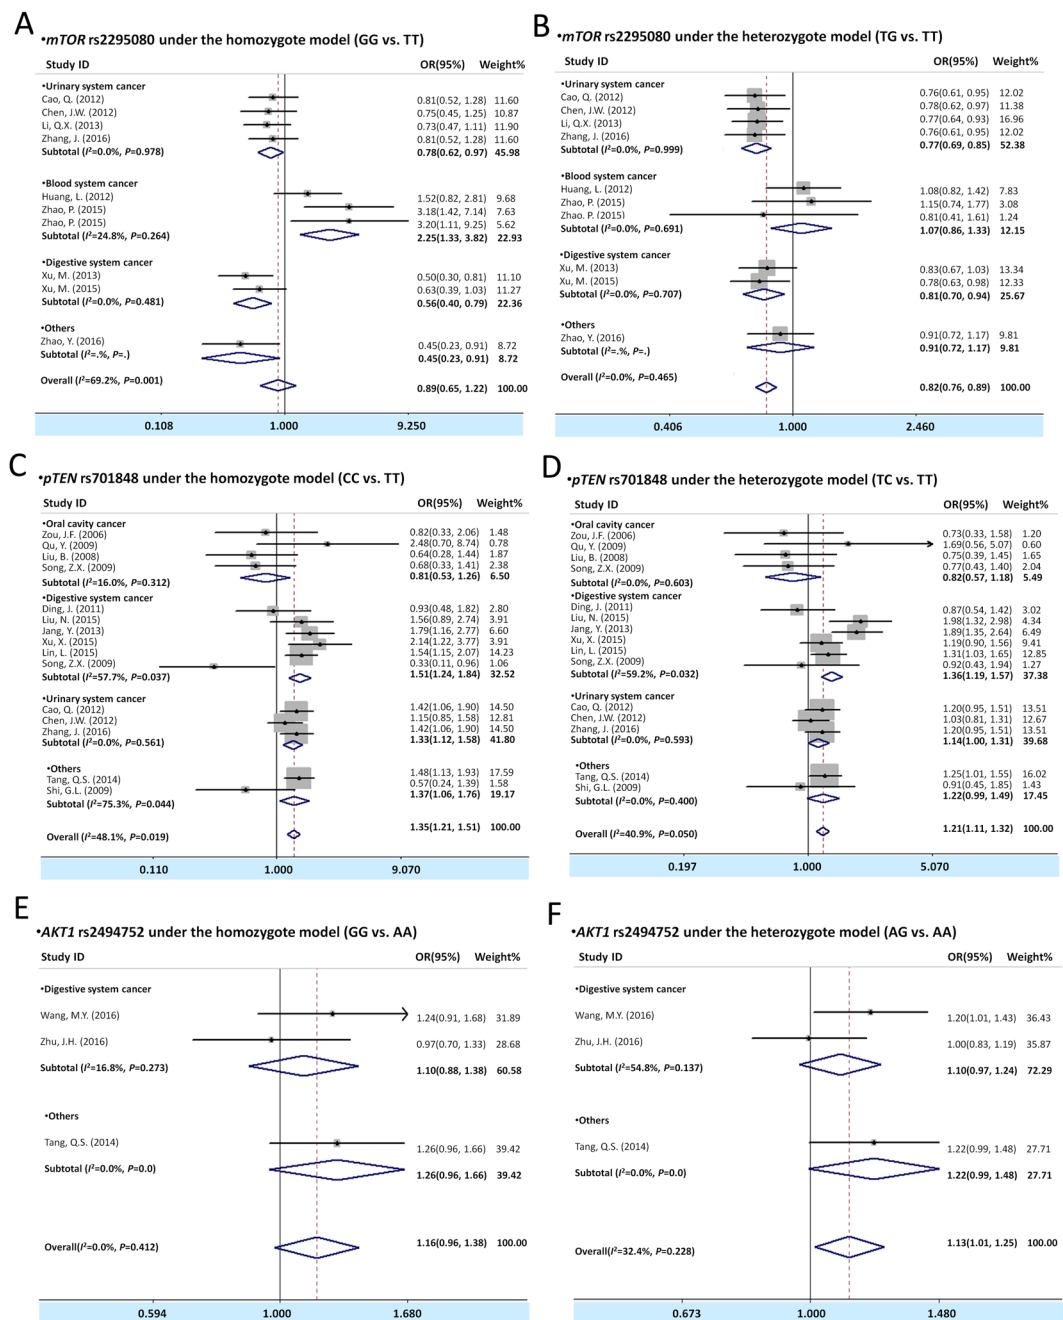 A
•mTOR rs2295080 under the homozygote model (GG vs. TT)
Study ID OR(95%) Weight%
•Urinary system cancer
Cao, Q. (2012) 0.81(0.52, 1.28) 11.60
Chen, J.W. (2012) 0.75(0.45, 1.25) 10.87
Li, Q.X. (2013) 0.73(0.47, 1.11) 11.90
Zhang, J. (2016) 0.81(0.52, 1.28) 11.60
Subtotal (I²=0.0%, P=0.978) 0.78(0.62, 0.97) 45.98
•Blood system cancer
Huang, L. (2012) 1.52(0.82, 2.81) 9.68
Zhao, P. (2015) 3.18(1.42, 7.14) 7.63
Zhao, P. (2015) 3.20(1.11, 9.25) 5.62
Subtotal (I²=24.8%, P=0.264) 2.25(1.33, 3.82) 22.93
•Digestive system cancer
Xu, M. (2013) 0.50(0.30, 0.81) 11.10
Xu, M. (2015) 0.63(0.39, 1.03) 11.27
Subtotal (I²=0.0%, P=0.481) 0.56(0.40, 0.79) 22.36
•Others
Zhao, Y. (2016) 0.45(0.23, 0.91) 8.72
Subtotal (I²=.%, P=.) 0.45(0.23, 0.91) 8.72
Overall (I²=69.2%, P=0.001) 0.89(0.65, 1.22) 100.00
0.108 1.000 9.250
B
•mTOR rs2295080 under the heterozygote model (TG vs. TT)
Study ID OR(95%) Weight%
•Urinary system cancer
Cao, Q. (2012) 0.76(0.61, 0.95) 12.02
Chen, J.W. (2012) 0.78(0.62, 0.97) 11.38
Li, Q.X. (2013) 0.77(0.64, 0.93) 16.96
Zhang, J. (2016) 0.76(0.61, 0.95) 12.02
Subtotal (I²=0.0%, P=0.999) 0.77(0.69, 0.85) 52.38
•Blood system cancer
Huang, L. (2012) 1.08(0.82, 1.42) 7.83
Zhao, P. (2015) 1.15(0.74, 1.77) 3.08
Zhao. P. (2015) 0.81(0.41, 1.61) 1.24
Subtotal (I²=0.0%, P=0.691) 1.07(0.86, 1.33) 12.15
•Digestive system cancer
Xu, M. (2013) 0.83(0.67, 1.03) 13.34
Xu, M. (2015) 0.78(0.63, 0.98) 12.33
Subtotal (I²=0.0%, P=0.707) 0.81(0.70, 0.94) 25.67
•Others
Zhao, Y. (2016) 0.91(0.72, 1.17) 9.81
Subtotal (I²=.%, P=.) 0.91(0.72, 1.17) 9.81
Overall (I²=0.0%, P=0.465) 0.82(0.76, 0.89) 100.00
0.406 1.000 2.460
C
•pTEN rs701848 under the homozygote model (CC vs. TT)
Study ID OR(95%) Weight%
•Oral cavity cancer
Zou, J.F. (2006) 0.82(0.33, 2.06) 1.48
Qu, Y. (2009) 2.48(0.70, 8.74) 0.78
Liu, B. (2008) 0.64(0.28, 1.44) 1.87
Song, Z.X. (2009) 0.68(0.33, 1.41) 2.38
Subtotal (I²=16.0%, P=0.312) 0.81(0.53, 1.26) 6.50
•Digestive system cancer
Ding, J. (2011) 0.93(0.48, 1.82) 2.80
Liu, N. (2015) 1.56(0.89, 2.74) 3.91
Jang, Y. (2013) 1.79(1.16, 2.77) 6.60
Xu, X. (2015) 2.14(1.22, 3.77) 3.91
Lin, L. (2015) 1.54(1.15, 2.07) 14.23
Song, Z.X. (2009) 0.33(0.11, 0.96) 1.06
Subtotal (I²=57.7%, P=0.037) 1.51(1.24, 1.84) 32.52
•Urinary system cancer
Cao, Q. (2012) 1.42(1.06, 1.90) 14.50
Chen, J.W. (2012) 1.15(0.85, 1.58) 12.81
Zhang, J. (2016) 1.42(1.06, 1.90) 14.50
Subtotal (I²=0.0%, P=0.561) 1.33(1.12, 1.58) 41.80
•Others
Tang, Q.S. (2014) 1.48(1.13, 1.93) 17.59
Shi, G.L. (2009) 0.57(0.24, 1.39) 1.58
Subtotal (I²=75.3%, P=0.044) 1.37(1.06, 1.76) 19.17
Overall (I²=48.1%, P=0.019) 1.35(1.21, 1.51) 100.00
0.110 1.000 9.070
D
•pTEN rs701848 under the heterozygote model (TC vs. TT)
Study ID OR(95%) Weight%
•Oral cavity cancer
Zou, J.F. (2006) 0.73(0.33, 1.58) 1.20
Qu, Y. (2009) 1.69(0.56, 5.07) 0.60
Liu, B. (2008) 0.75(0.39, 1.45) 1.65
Song, Z.X. (2009) 0.77(0.43, 1.40) 2.04
Subtotal (I²=0.0%, P=0.603) 0.82(0.57, 1.18) 5.49
•Digestive system cancer
Ding, J. (2011) 0.87(0.54, 1.42) 3.02
Liu, N. (2015) 1.98(1.32, 2.98) 4.34
Jang, Y. (2013) 1.89(1.35, 2.64) 6.49
Xu, X. (2015) 1.19(0.90, 1.56) 9.41
Lin, L. (2015) 1.31(1.03, 1.65) 12.85
Song, Z.X. (2009) 0.92(0.43, 1.94) 1.27
Subtotal (I²=59.2%, P=0.032) 1.36(1.19, 1.57) 37.38
•Urinary system cancer
Cao, Q. (2012) 1.20(0.95, 1.51) 13.51
Chen, J.W. (2012) 1.03(0.81, 1.31) 12.67
Zhang, J. (2016) 1.20(0.95, 1.51) 13.51
Subtotal (I²=0.0%, P=0.593) 1.14(1.00, 1.31) 39.68
•Others
Tang, Q.S. (2014) 1.25(1.01, 1.55) 16.02
Shi, G.L. (2009) 0.91(0.45, 1.85) 1.43
Subtotal (I²=0.0%, P=0.400) 1.22(0.99, 1.49) 17.45
Overall (I²=40.9%, P=0.050) 1.21(1.11, 1.32) 100.00
0.197 1.000 5.070
E
•AKT1 rs2494752 under the homozygote model (GG vs. AA)
Study ID OR(95%) Weight%
•Digestive system cancer
Wang, M.Y. (2016) 1.24(0.91, 1.68) 31.89
Zhu, J.H. (2016) 0.97(0.70, 1.33) 28.68
Subtotal (I²=16.8%, P=0.273) 1.10(0.88, 1.38) 60.58
•Others
Tang, Q.S. (2014) 1.26(0.96, 1.66) 39.42
Subtotal (I²=0.0%, P=0.0) 1.26(0.96, 1.66) 39.42
Overall(I²=0.0%, P=0.412) 1.16(0.96, 1.38) 100.00
0.594 1.000 1.680
F
•AKT1 rs2494752 under the heterozygote model (AG vs. AA)
Study ID OR(95%) Weight%
•Digestive system cancer
Wang, M.Y. (2016) 1.20(1.01, 1.43) 36.43
Zhu, J.H. (2016) 1.00(0.83, 1.19) 35.87
Subtotal (I²=54.8%, P=0.137) 1.10(0.97, 1.24) 72.29
•Others
Tang, Q.S. (2014) 1.22(0.99, 1.48) 27.71
Subtotal (I²=0.0%, P=0.0) 1.22(0.99, 1.48) 27.71
Overall(I²=32.4%, P=0.228) 1.13(1.01, 1.25) 100.00
0.673 1.000 1.480